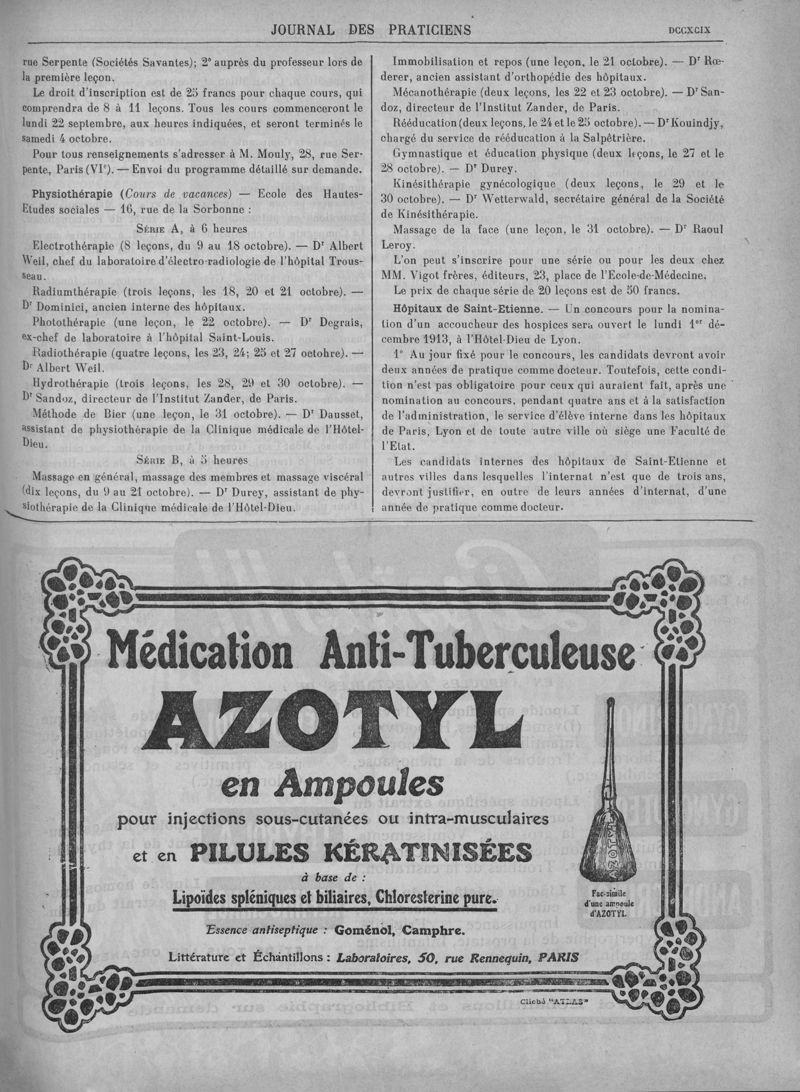 JOURNAL DES PRATICIENS
DCCXCIX
rue Serpente (Sociétés Savantes); 2° auprès du professeur lors de
la première leçon.
Le droit d'inscription est de 25 francs pour chaque cours, qui
comprendra de 8 à 11 leçons. Tous les cours commenceront le
lundi 22 septembre, aux heures indiquées, et seront terminés le
samedi 4 octobre.
Pour tous renseignements s'adresser à M. Mouly, 28, rue Ser-
pente, Paris (VIe). — Envoi du programme détaillé sur demande.
Physiothérapie (Cours de vacances) — Ecole des Hautes-
Etudes sociales — 16, rue de la Sorbonne :
SÉRIE A, à 6 heures
Electrothérapie (8 leçons, du 9 au 18 octobre). — Dr Albert
Weil, chef du laboratoire d'électro-radiologie de l'hôpital Trous-
seau.
Radiumthérapie (trois leçons, les 18, 20 et 21 octobre). —
Dr Dominici, ancien interne des hôpitaux.
Photothérapie (une leçon, le 22 octobre). — Dr Degrais,
ex-chef de laboratoire à l'hôpital Saint-Louis.
Radiothérapie (quatre leçons, les 23, 24; 25 et 27 octobre). —
Dr Albert Weil.
Hydrothérapie (trois leçons, les 28, 29 et 30 octobre). —
Dr Sandoz, directeur de l'Institut Zander, de Paris.
Méthode de Bier (une leçon, le 31 octobre). — Dr Dausset,
assistant de physiothérapie de la Clinique médicale de l'Hôtel-
Dieu.
SÉRIE B, à 5 heures
Massage en général, massage des membres et massage viscéral
(dix leçons, du 9 au 21 octobre). — Dr Durey, assistant de phy-
siothérapie de la Clinique médicale de l'Hôtel-Dieu.
Immobilisation et repos (une leçon, le 21 octobre). — Dr Rœ-
derer, ancien assistant d'orthopédie des hôpitaux.
Mécanothérapie (deux leçons, les 22 et 23 octobre). — Dr San-
doz, directeur de l'Institut Zander, de Paris.
Rééducation (deux leçons, le 24 et le 25 octobre). — Dr Kouindjy,
chargé du service de rééducation à la Salpêtrière.
Gymnastique et éducation physique (deux leçons, le 27 et le
28 octobre). — Dr Durey.
Kinésithérapie gynécologique (deux leçons, le 29 et le
30 octobre). — Dr Wetterwald, secrétaire général de la Société
de Kinésithérapie.
Massage de la face (une leçon, le 31 octobre). — Dr Raoul
Leroy.
L'on peut s'inscrire pour une série ou pour les deux chez
MM. Vigot frères, éditeurs, 23, place de l'Ecole-de-Médecine.
Le prix de chaque série de 20 leçons est de 50 francs.
Hôpitaux de Saint-Etienne. — Un concours pour la nomina-
tion d'un accoucheur des hospices sera ouvert le lundi 1er dé-
cembre 1913, à l'Hôtel-Dieu de Lyon.
1° Au jour fixé pour le concours, les candidats devront avoir
deux années de pratique comme docteur. Toutefois, cette condi-
tion n'est pas obligatoire pour ceux qui auraient fait, après une
nomination au concours, pendant quatre ans et à la satisfaction
de l'administration, le service d'élève interne dans les hôpitaux
de Paris, Lyon et de toute autre ville où siège une Faculté de
l'Etat.
Les candidats internes des hôpitaux de Saint-Etienne et
autres villes dans lesquelles l'internat n'est que de trois ans,
devront justifier, en outre de leurs années d'internat, d'une
année de pratique comme docteur.
Médication Anti-Tuberculeuse
AZOTYL
en Ampoules
pour injections sous-cutanées ou intra-musculaires
et en PILULES KÉRATINISÉES
à base de :
Lipoïdes spléniques et biliaires, Chloresterine pure.
Essence antiseptique : Goménol, Camphre.
Littérature et Échantillons : Laboratoires, 50, rue Rennequin, PARIS
AZOTYL
Fac-similé
d'une ampoule
d'AZOTYL
Cliché "ATLAS"